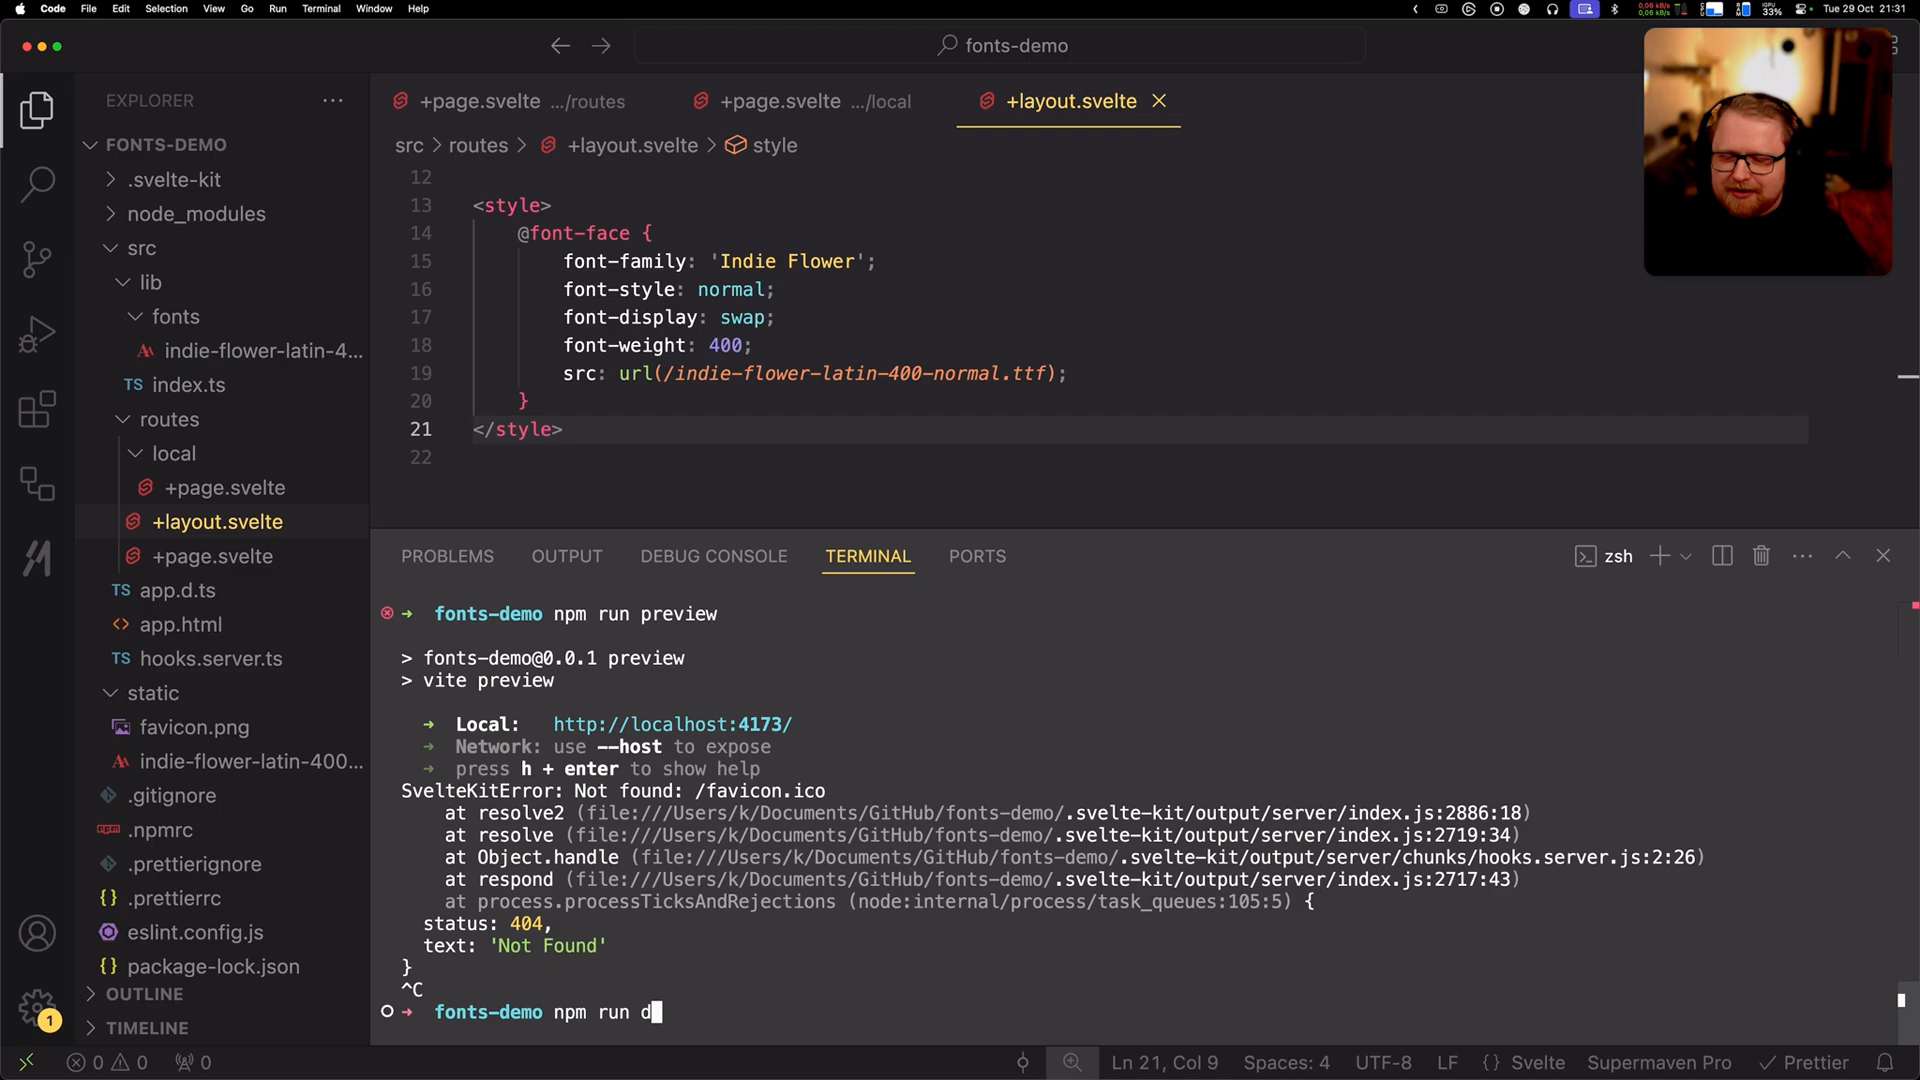 Code File Edit Selection View Go Run Terminal Window Help
33% Tue 29 Oct 21:31
fonts-demo
EXPLORER
+page.svelte .../routes
+page.svelte .../local
+layout.svelte
src > routes > +layout.svelte > style
FONTS-DEMO
.svelte-kit
node_modules
src
lib
fonts
indie-flower-latin-4...
TS index.ts
routes
local
+page.svelte
+layout.svelte
+page.svelte
TS app.d.ts
<> app.html
TS hooks.server.ts
static
favicon.png
indie-flower-latin-400...
.gitignore
.npmrc
.prettierignore
{} .prettierrc
eslint.config.js
{} package-lock.json
OUTLINE
TIMELINE
1
12
13 <style>
14 @font-face {
15 font-family: 'Indie Flower';
16 font-style: normal;
17 font-display: swap;
18 font-weight: 400;
19 src: url(/indie-flower-latin-400-normal.ttf);
20 }
21 </style>
22
PROBLEMS OUTPUT DEBUG CONSOLE TERMINAL PORTS
zsh
➜ fonts-demo npm run preview
> fonts-demo@0.0.1 preview
> vite preview
➜ Local: http://localhost:4173/
➜ Network: use --host to expose
➜ press h + enter to show help
SvelteKitError: Not found: /favicon.ico
at resolve2 (file:///Users/k/Documents/GitHub/fonts-demo/.svelte-kit/output/server/index.js:2886:18)
at resolve (file:///Users/k/Documents/GitHub/fonts-demo/.svelte-kit/output/server/index.js:2719:34)
at Object.handle (file:///Users/k/Documents/GitHub/fonts-demo/.svelte-kit/output/server/chunks/hooks.server.js:2:26)
at respond (file:///Users/k/Documents/GitHub/fonts-demo/.svelte-kit/output/server/index.js:2717:43)
at process.processTicksAndRejections (node:internal/process/task_queues:105:5) {
status: 404,
text: 'Not Found'
}
^C
➜ fonts-demo npm run d
0 0 0
Ln 21, Col 9 Spaces: 4 UTF-8 LF {} Svelte Supermaven Pro Prettier